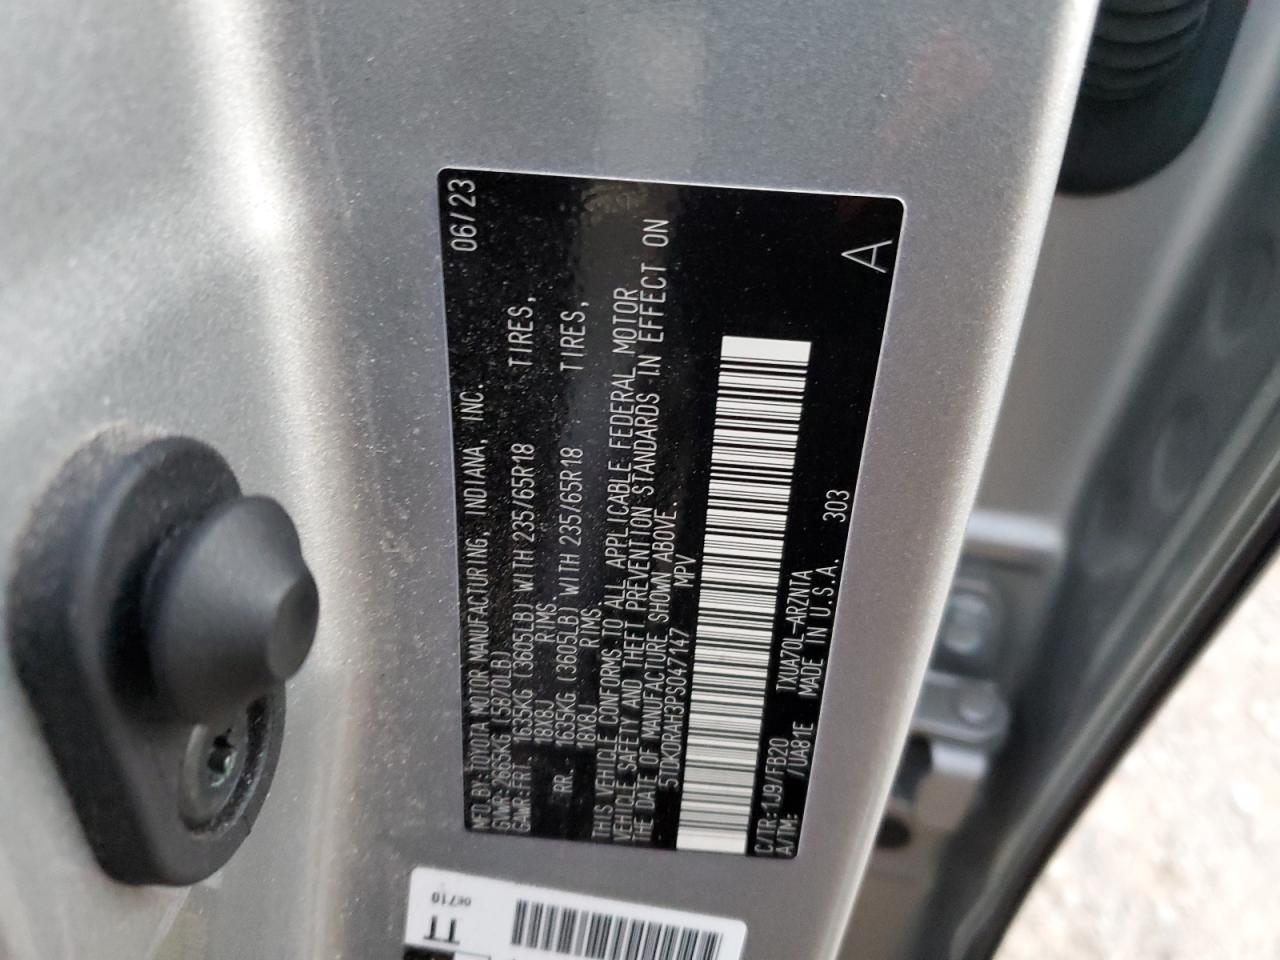 MFD. BY: TOYOTA MOTOR MANUFACTURING, INDIANA, INC. 06/23
GVWR: 2665KG (5870LB)
GAWR: FRT. 1635KG (3605LB) WITH 235/65R18 TIRES,
18X8J RIMS.
RR. 1635KG (3605LB) WITH 235/65R18 TIRES,
18X8J RIMS.
THIS VEHICLE CONFORMS TO ALL APPLICABLE FEDERAL MOTOR
VEHICLE SAFETY AND THEFT PREVENTION STANDARDS IN EFFECT ON
THE DATE OF MANUFACTURE SHOWN ABOVE.
5TDKDRAH3PS047147 MPV
C/TR: 1J9/FB20 TXUA70L-ARZNTA 303
A/TM: /UA81E MADE IN U.S.A.
A
TT